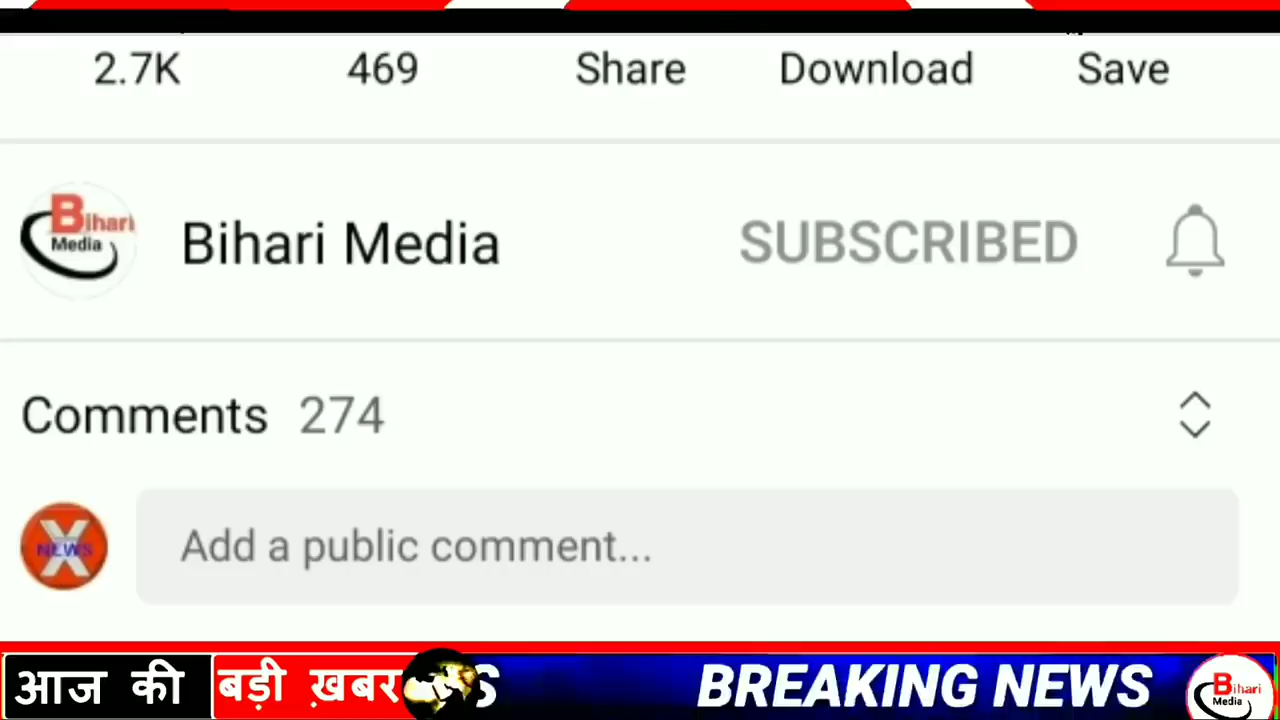 2.7K 469 Share Download Save
Bihari Media
Bihari Media SUBSCRIBED
Comments 274
X NEWS
Add a public comment...
आज की बड़ी ख़बर S BREAKING NEWS
Bihari Media